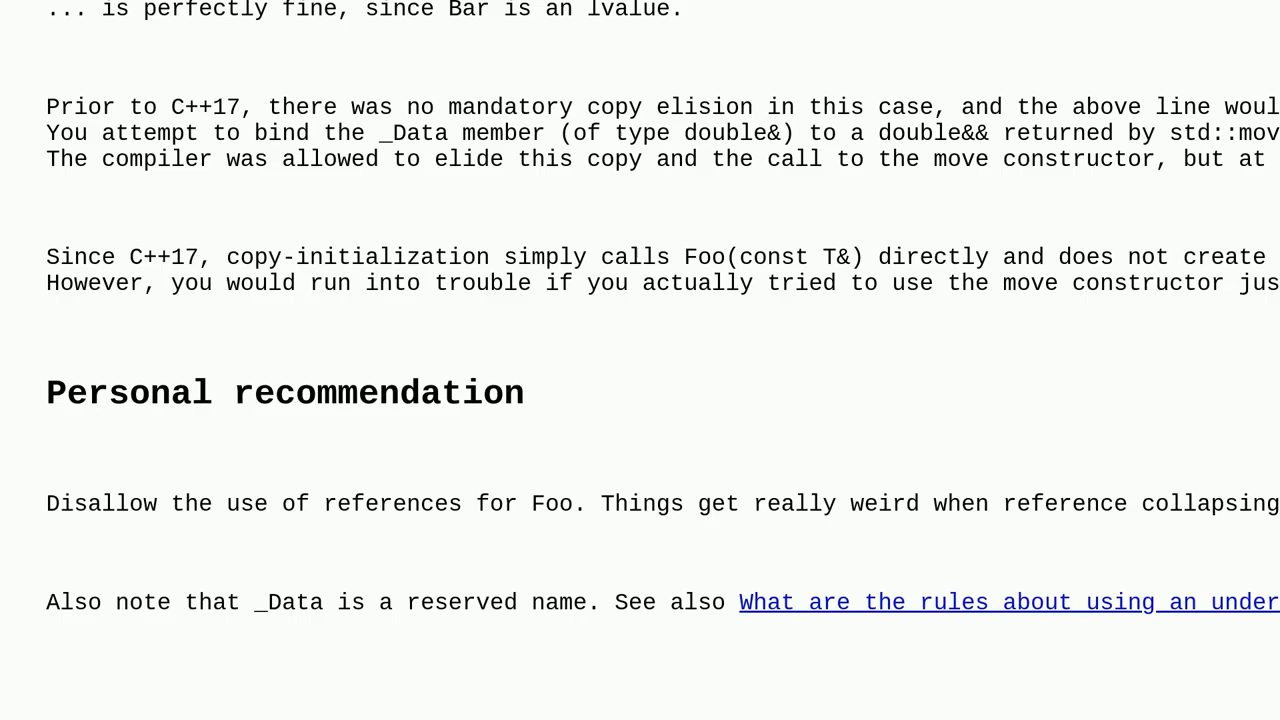 ... is perfectly fine, since Bar is an lvalue.
Prior to C++17, there was no mandatory copy elision in this case, and the above line
You attempt to bind the _Data member (of type double&) to a double&& returned by
The compiler was allowed to elide this copy and the call to the move constructor, but at
Since C++17, copy-initialization simply calls Foo(const T&) directly and does not create
However, you would run into trouble if you actually tried to use the move constructor
Personal recommendation
Disallow the use of references for Foo. Things get really weird when reference collapsing
Also note that _Data is a reserved name. See also What are the rules about using an